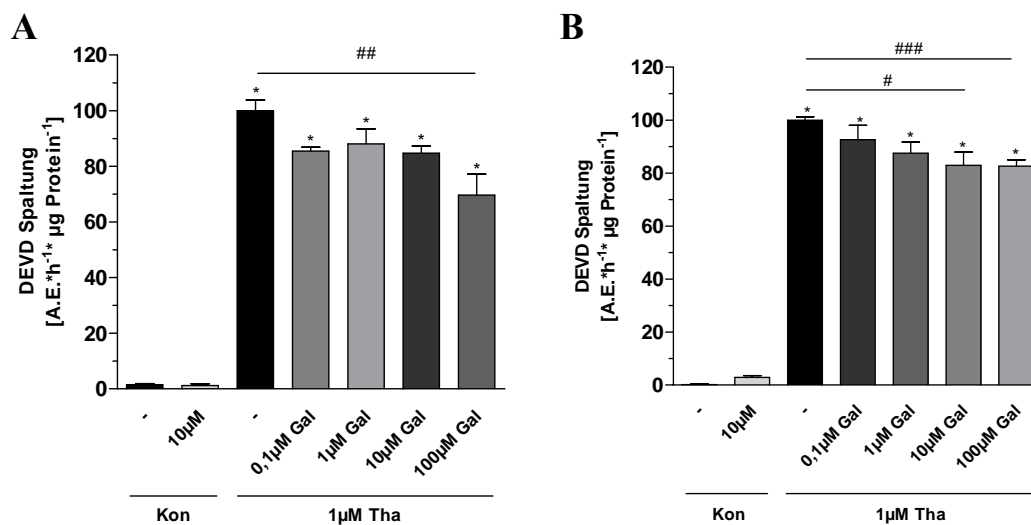 A
DEVD Spaltung
[A.E.*h⁻¹* µg Protein⁻¹]
120
100
80
60
40
20
0
##
*
*
*
*
*
-
10µM
-
0,1µM Gal
1µM Gal
10µM Gal
100µM Gal
Kon
1µM Tha
B
DEVD Spaltung
[A.E.*h⁻¹* µg Protein⁻¹]
120
100
80
60
40
20
0
###
#
*
*
*
*
*
-
10µM
-
0,1µM Gal
1µM Gal
10µM Gal
100µM Gal
Kon
1µM Tha